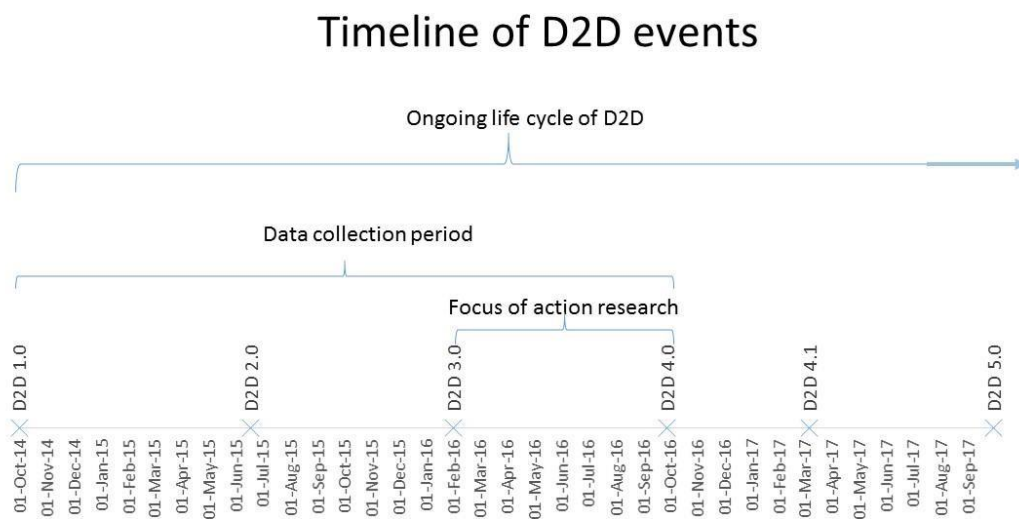 Timeline of D2D events
Ongoing life cycle of D2D
Data collection period
Focus of action research
D2D 1.0
D2D 2.0
D2D 3.0
D2D 4.0
D2D 4.1
D2D 5.0
01-Oct-14
01-Nov-14
01-Dec-14
01-Jan-15
01-Feb-15
01-Mar-15
01-Apr-15
01-May-15
01-Jun-15
01-Jul-15
01-Aug-15
01-Sep-15
01-Oct-15
01-Nov-15
01-Dec-15
01-Jan-16
01-Feb-16
01-Mar-16
01-Apr-16
01-May-16
01-Jun-16
01-Jul-16
01-Aug-16
01-Sep-16
01-Oct-16
01-Nov-16
01-Dec-16
01-Jan-17
01-Feb-17
01-Mar-17
01-Apr-17
01-May-17
01-Jun-17
01-Jul-17
01-Aug-17
01-Sep-17